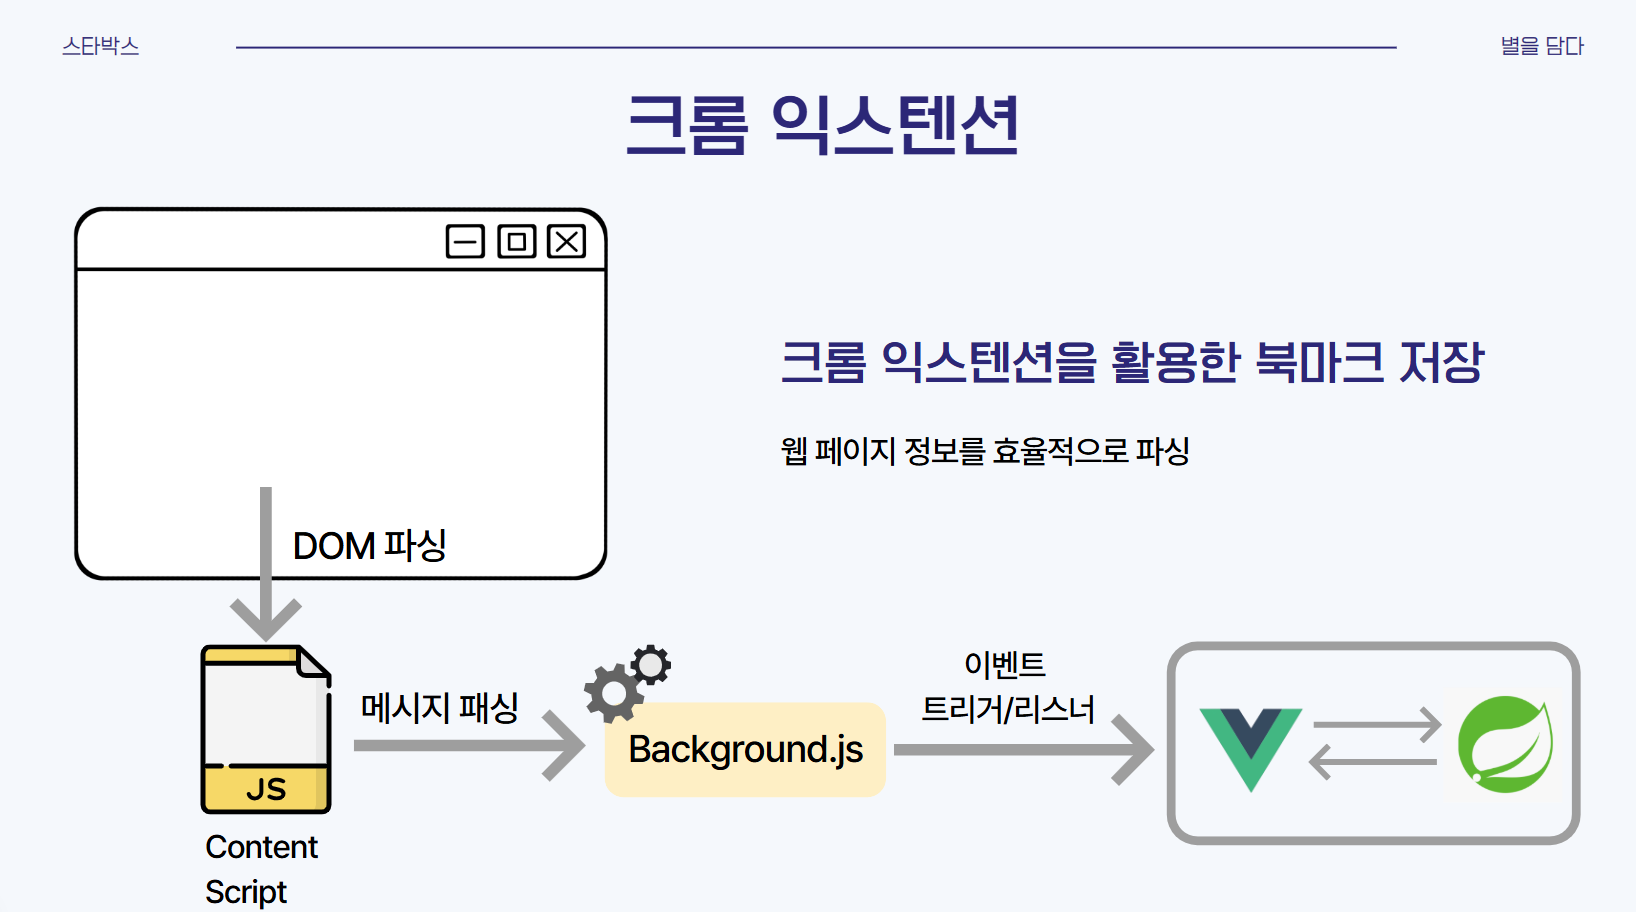 스타박스
별을 담다
크롬 익스텐션
크롬 익스텐션을 활용한 북마크 저장
웹 페이지 정보를 효율적으로 파싱
DOM 파싱
JS
Content
Script
메시지 패싱
Background.js
이벤트
트리거/리스너